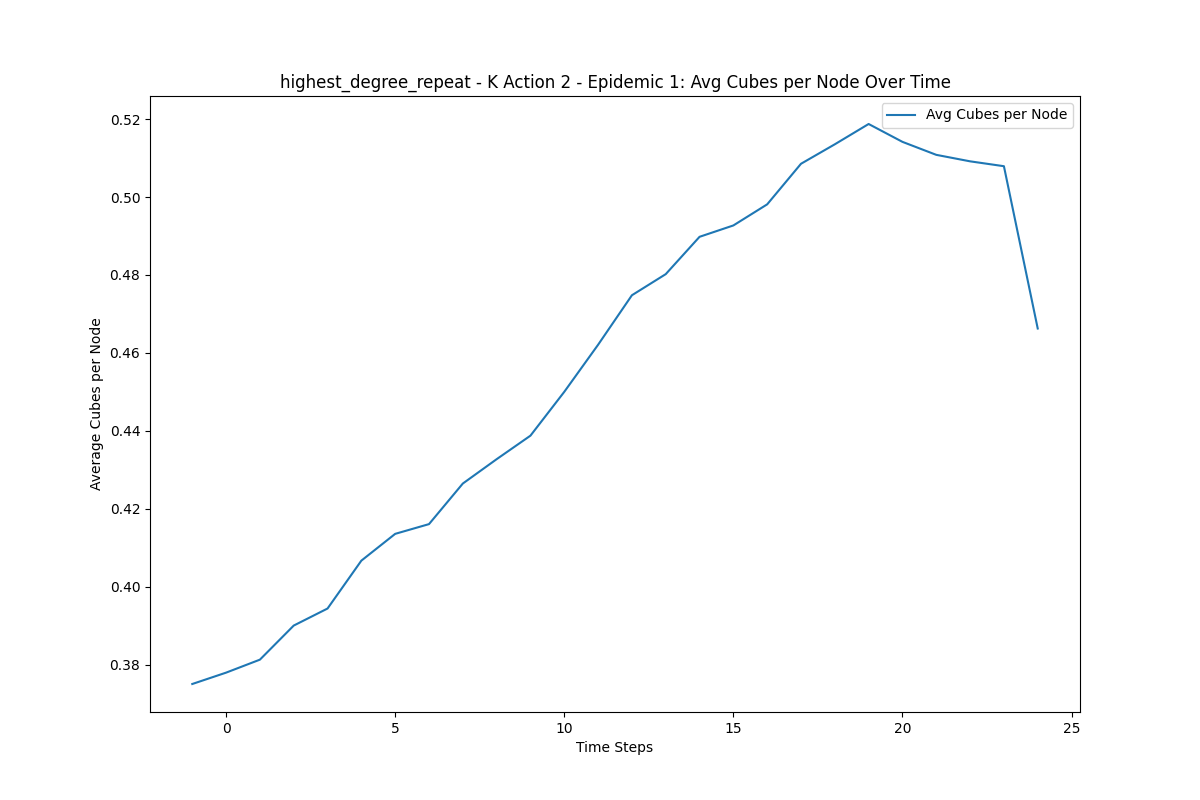 highest_degree_repeat - K Action 2 - Epidemic 1: Avg Cubes per Node Over Time
Avg Cubes per Node
0.52
0.50
0.48
0.46
0.44
0.42
0.40
0.38
Average Cubes per Node
0 5 10 15 20 25
Time Steps